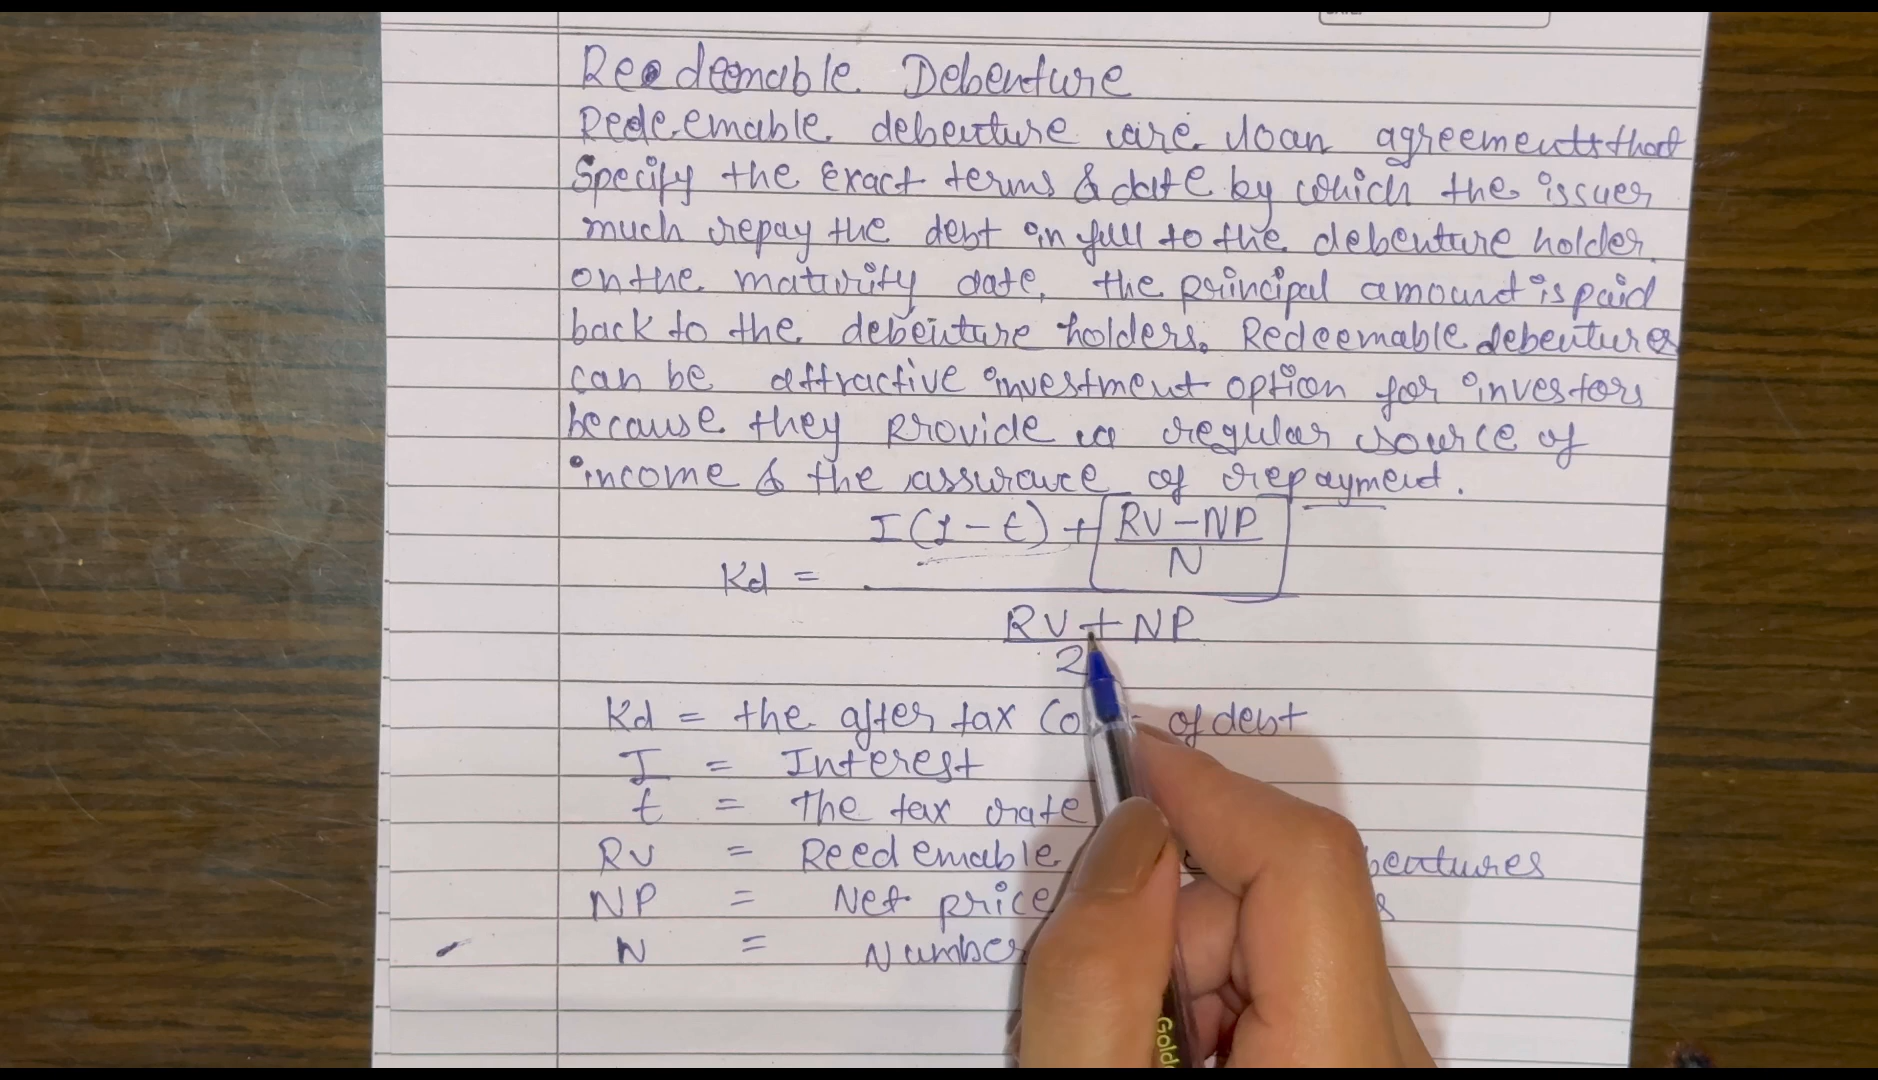 Reedeemable Debenture
Redeemable debenture are loan agreements that
Specify the exact terms & date by which the issuer
much repay the debt in full to the debenture holder.
on the maturity date, the principal amount is paid
back to the debenture holders. Redeemable debentures
can be attractive investment option for investors
because they provide a regular source of
income & the assurance of repayment.
I(1-t) + [RV-NP
Kd = N]
RV+NP
2
Kd = the after tax of debt
I = Interest
t = The tax rate
RV = Reedemable
NP = Net price
N = Number